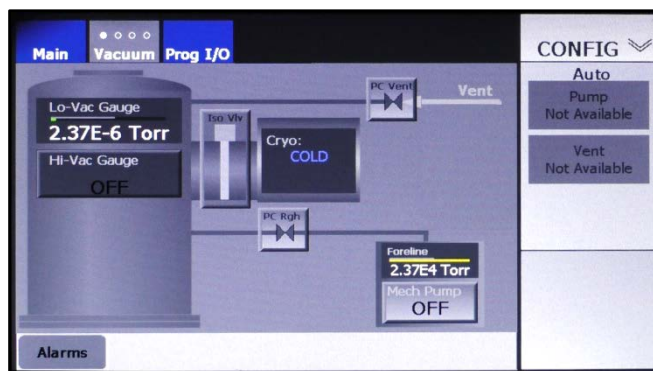 Main
Vacuum
Prog I/O
CONFIG
Auto
Pump
Not Available
Vent
Not Available
PC Vent
Vent
Lo-Vac Gauge
2.37E-6 Torr
Iso Vlv
Hi-Vac Gauge
OFF
Cryo:
COLD
PC Rgh
Foreline
2.37E4 Torr
Mech Pump
OFF
Alarms